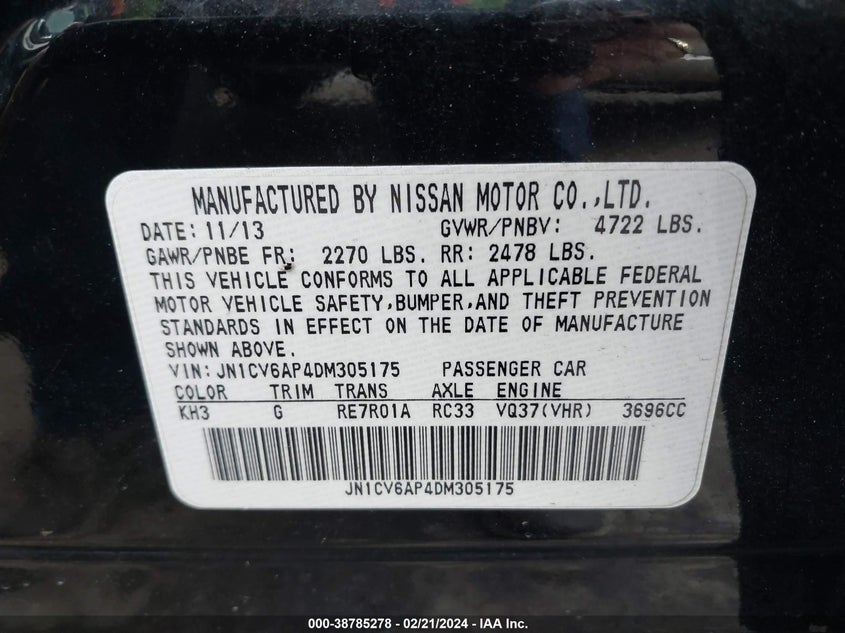 MANUFACTURED BY NISSAN MOTOR CO.,LTD.
DATE: 11/13 GVWR/PNBV: 4722 LBS.
GAWR/PNBE FR: 2270 LBS. RR: 2478 LBS.
THIS VEHICLE CONFORMS TO ALL APPLICABLE FEDERAL
MOTOR VEHICLE SAFETY,BUMPER,AND THEFT PREVENTION
STANDARDS IN EFFECT ON THE DATE OF MANUFACTURE
SHOWN ABOVE.
VIN: JN1CV6AP4DM305175 PASSENGER CAR
COLOR TRIM TRANS AXLE ENGINE
KH3 G RE7R01A RC33 VQ37(VHR) 3696CC
JN1CV6AP4DM305175
000-38785278 - 02/21/2024 - IAA Inc.